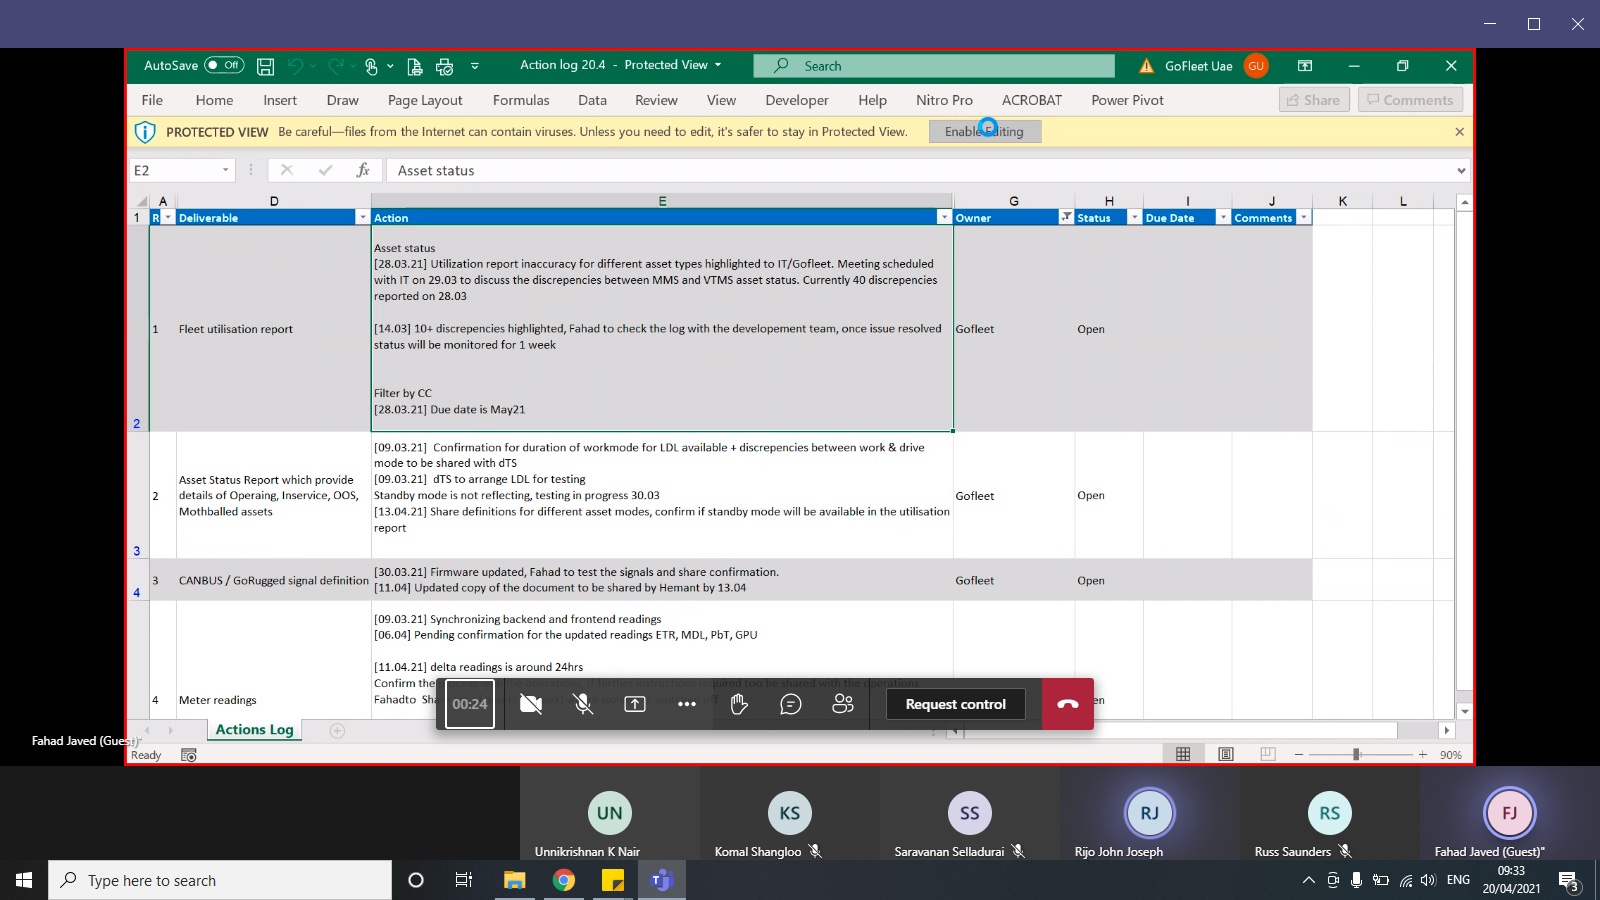 AutoSave Off Action log 20.4 - Protected View Search GoFleet Uae GU
File Home Insert Draw Page Layout Formulas Data Review View Developer Help Nitro Pro ACROBAT Power Pivot Share Comments
PROTECTED VIEW Be careful—files from the Internet can contain viruses. Unless you need to edit, it's safer to stay in Protected View. Enable Editing
E2 fx Asset status
A D E G H I J K L
1 R Deliverable Action Owner Status Due Date Comments
Asset status
[28.03.21] Utilization report inaccuracy for different asset types highlighted to IT/Gofleet. Meeting scheduled
with IT on 29.03 to discuss the discrepencies between MMS and VTMS asset status. Currently 40 discrepencies
reported on 28.03
[14.03] 10+ discrepencies highlighted, Fahad to check the log with the developement team, once issue resolved
status will be monitored for 1 week
1 Fleet utilisation report Gofleet Open
Filter by CC
[28.03.21] Due date is May21
2
[09.03.21] Confirmation for duration of workmode for LDL available + discrepencies between work & drive
mode to be shared with dTS
[09.03.21] dTS to arrange LDL for testing
Standby mode is not reflecting, testing in progress 30.03
[13.04.21] Share definitions for different asset modes, confirm if standby mode will be available in the utilisation
report
2 Asset Status Report which provide
details of Operaing, Inservice, OOS,
Mothballed assets
Gofleet Open
3
[30.03.21] Firmware updated, Fahad to test the signals and share confirmation.
[11.04] Updated copy of the document to be shared by Hemant by 13.04
3 CANBUS / GoRugged signal definition Gofleet Open
4
[09.03.21] Synchronizing backend and frontend readings
[06.04] Pending confirmation for the updated readings ETR, MDL, PbT, GPU
[11.04.21] delta readings is around 24hrs
Confirm the
Fahadto Sha
4 Meter readings
00:24 Request control
Actions Log
Fahad Javed (Guest)"
Ready 90%
UN KS SS RJ RS FJ
Unnikrishnan K Nair Komal Shangloo Saravanan Selladurai Rijo John Joseph Russ Saunders Fahad Javed (Guest)"
Type here to search ENG 09:33
20/04/2021 3